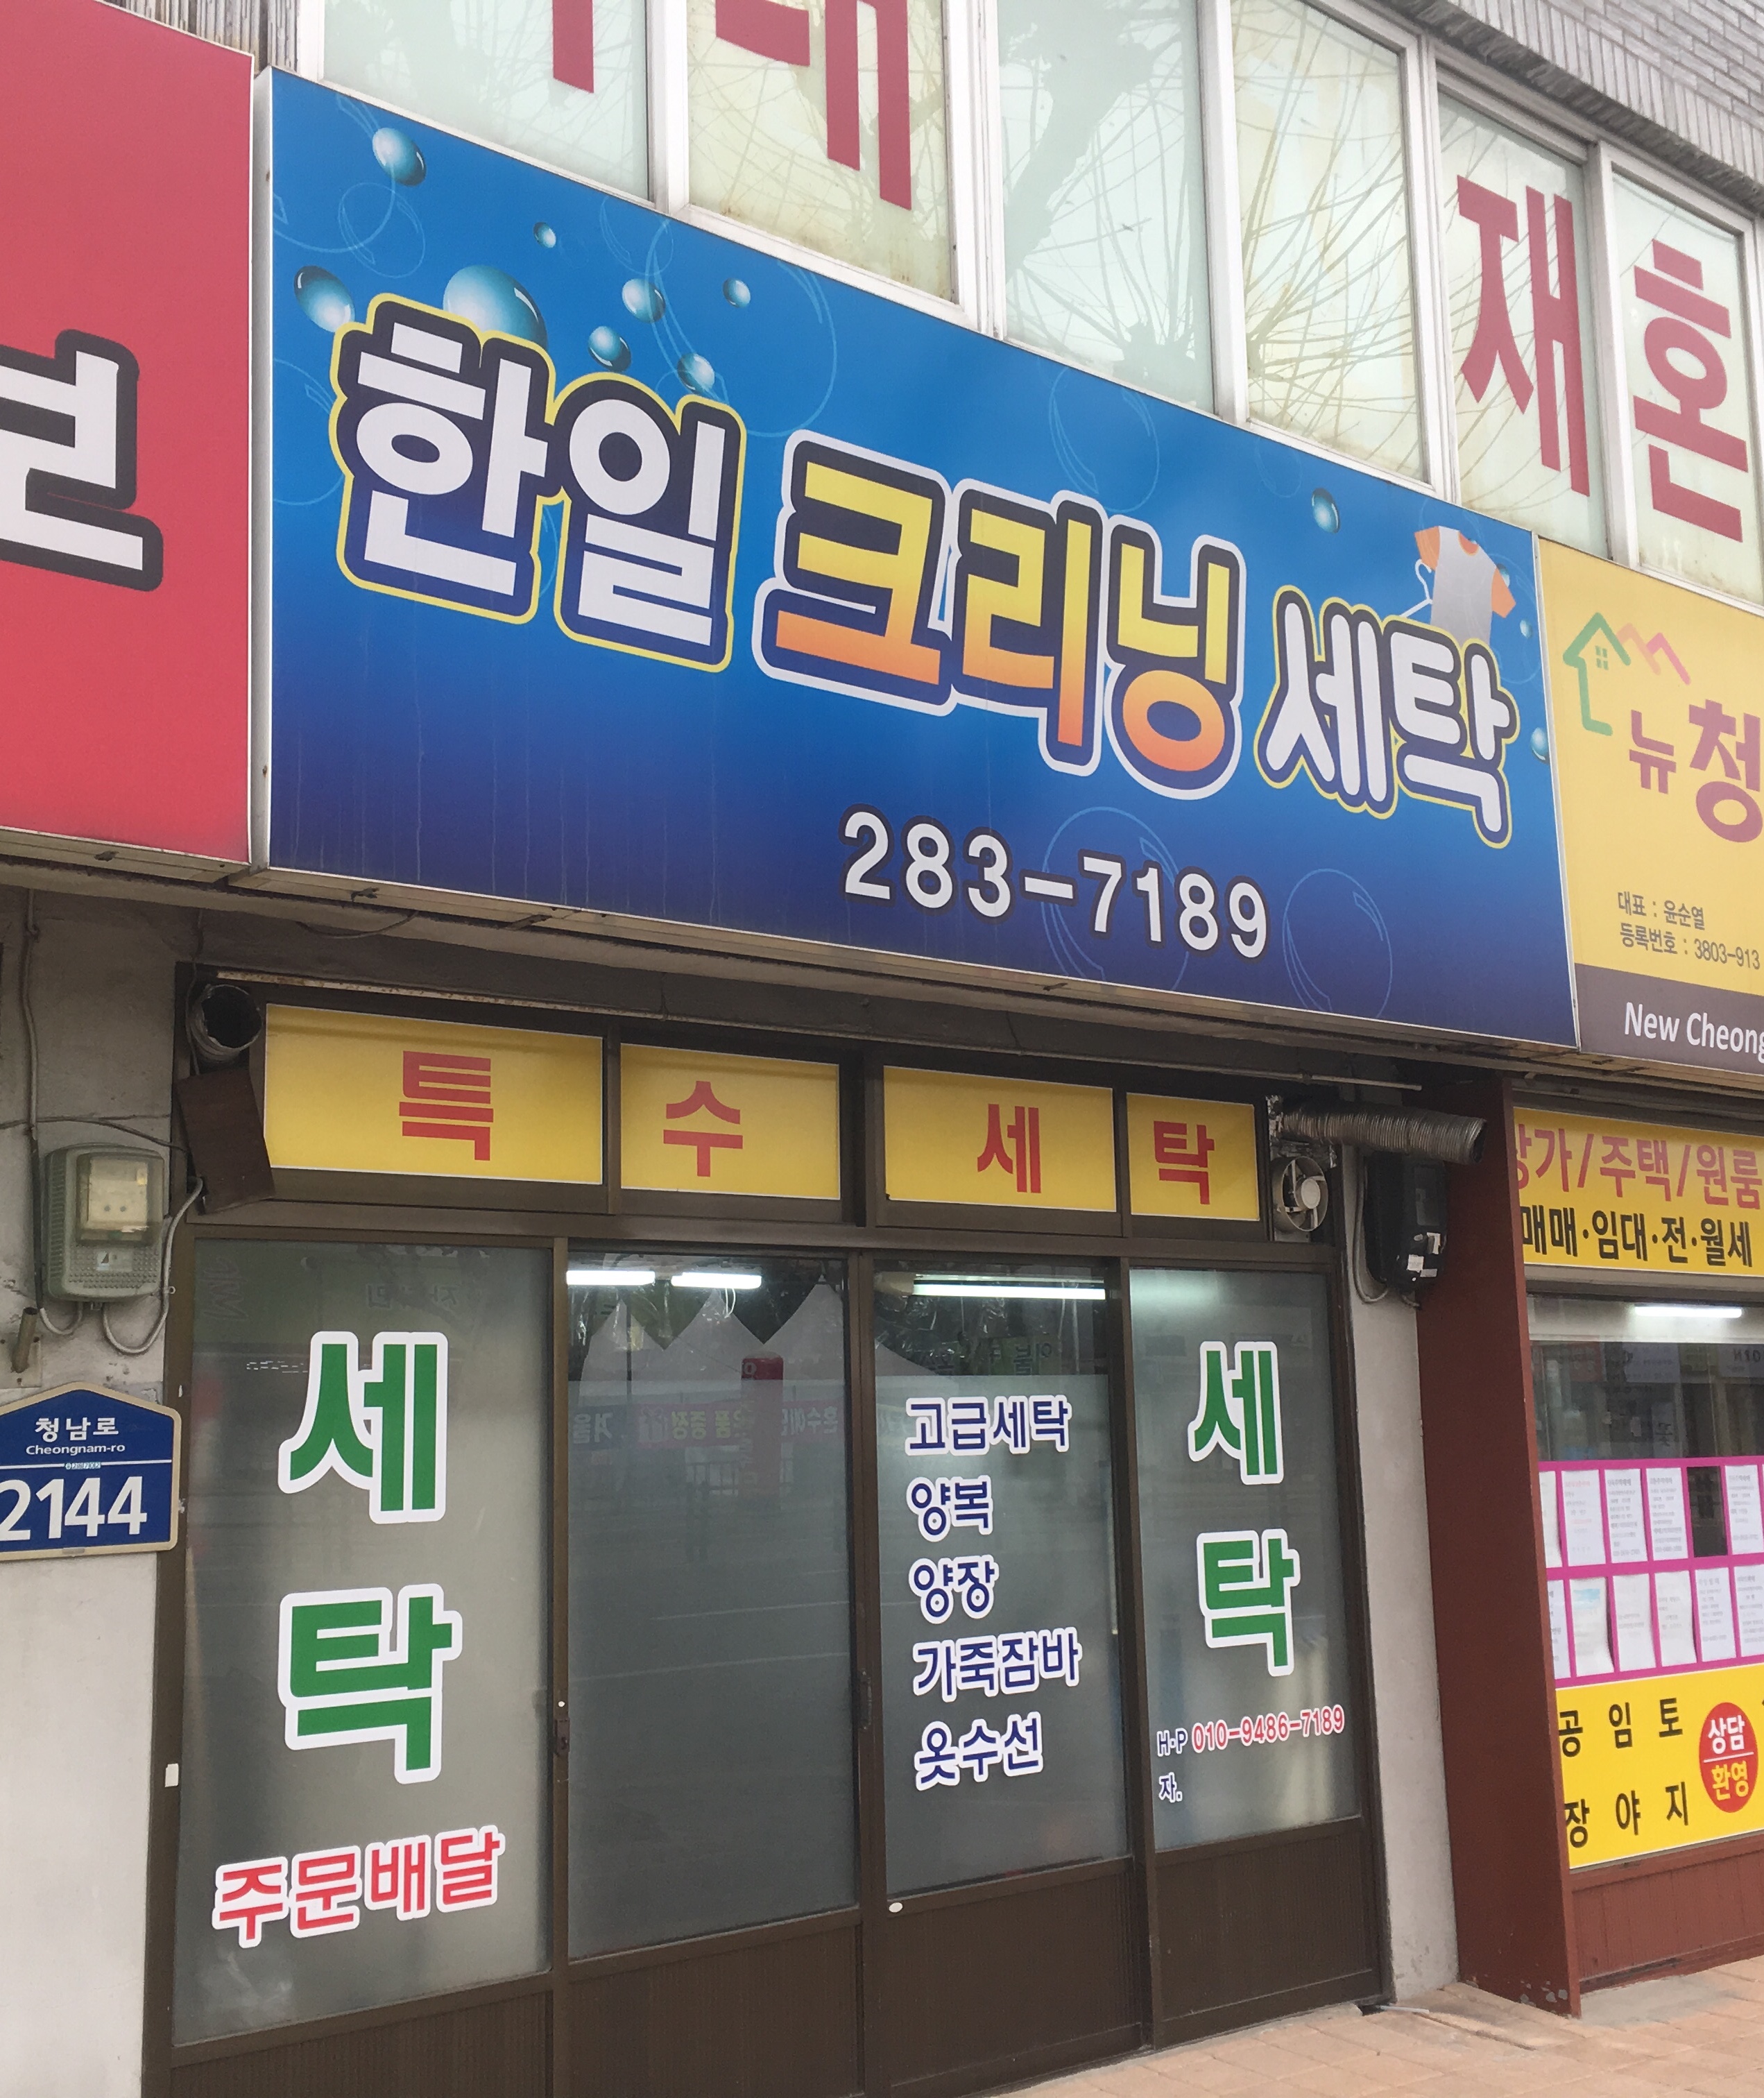 재혼
한일 크리닝 세탁
283-7189
뉴 청
대표 : 윤순열
등록번호 : 3803-913
New Cheong
특수세탁
가/주택/원룸
매매·임대·전·월세
청남로
Cheongnam-ro
2144
세탁
주문배달
고급세탁
양복
양장
가죽잠바
옷수선
세탁
H·P 010-9486-7189
자.
공 임 토
장 야 지
상담
환영